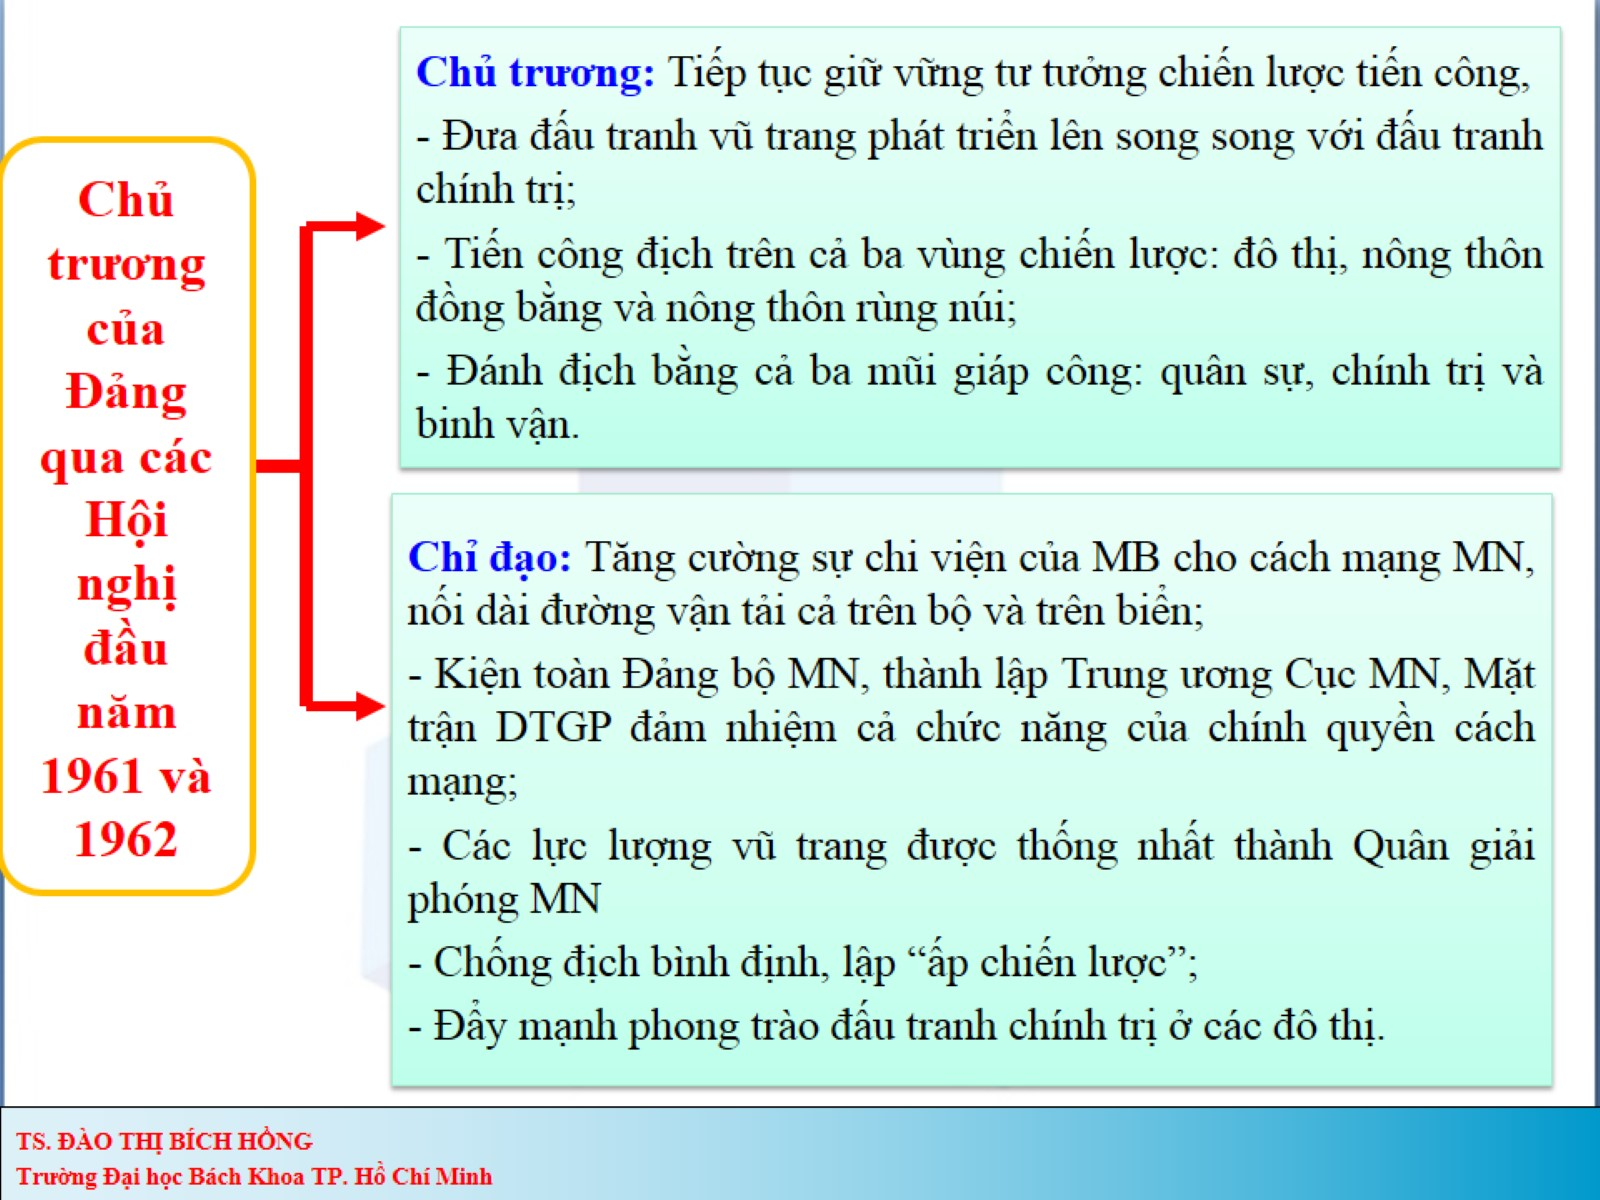 Chủ
trương
của
Đảng
qua các
Hội
nghị
đầu
năm
1961 và
1962
Chủ trương: Tiếp tục giữ vững tư tưởng chiến lược tiến công,
- Đưa đấu tranh vũ trang phát triển lên song song với đấu tranh
chính trị;
- Tiến công địch trên cả ba vùng chiến lược: đô thị, nông thôn
đồng bằng và nông thôn rùng núi;
- Đánh địch bằng cả ba mũi giáp công: quân sự, chính trị và
binh vận.
Chỉ đạo: Tăng cường sự chi viện của MB cho cách mạng MN,
nối dài đường vận tải cả trên bộ và trên biển;
- Kiện toàn Đảng bộ MN, thành lập Trung ương Cục MN, Mặt
trận DTGP đảm nhiệm cả chức năng của chính quyền cách
mạng;
- Các lực lượng vũ trang được thống nhất thành Quân giải
phóng MN
- Chống địch bình định, lập “ấp chiến lược”;
- Đẩy mạnh phong trào đấu tranh chính trị ở các đô thị.
TS. ĐÀO THỊ BÍCH HỒNG
Trường Đại học Bách Khoa TP. Hồ Chí Minh